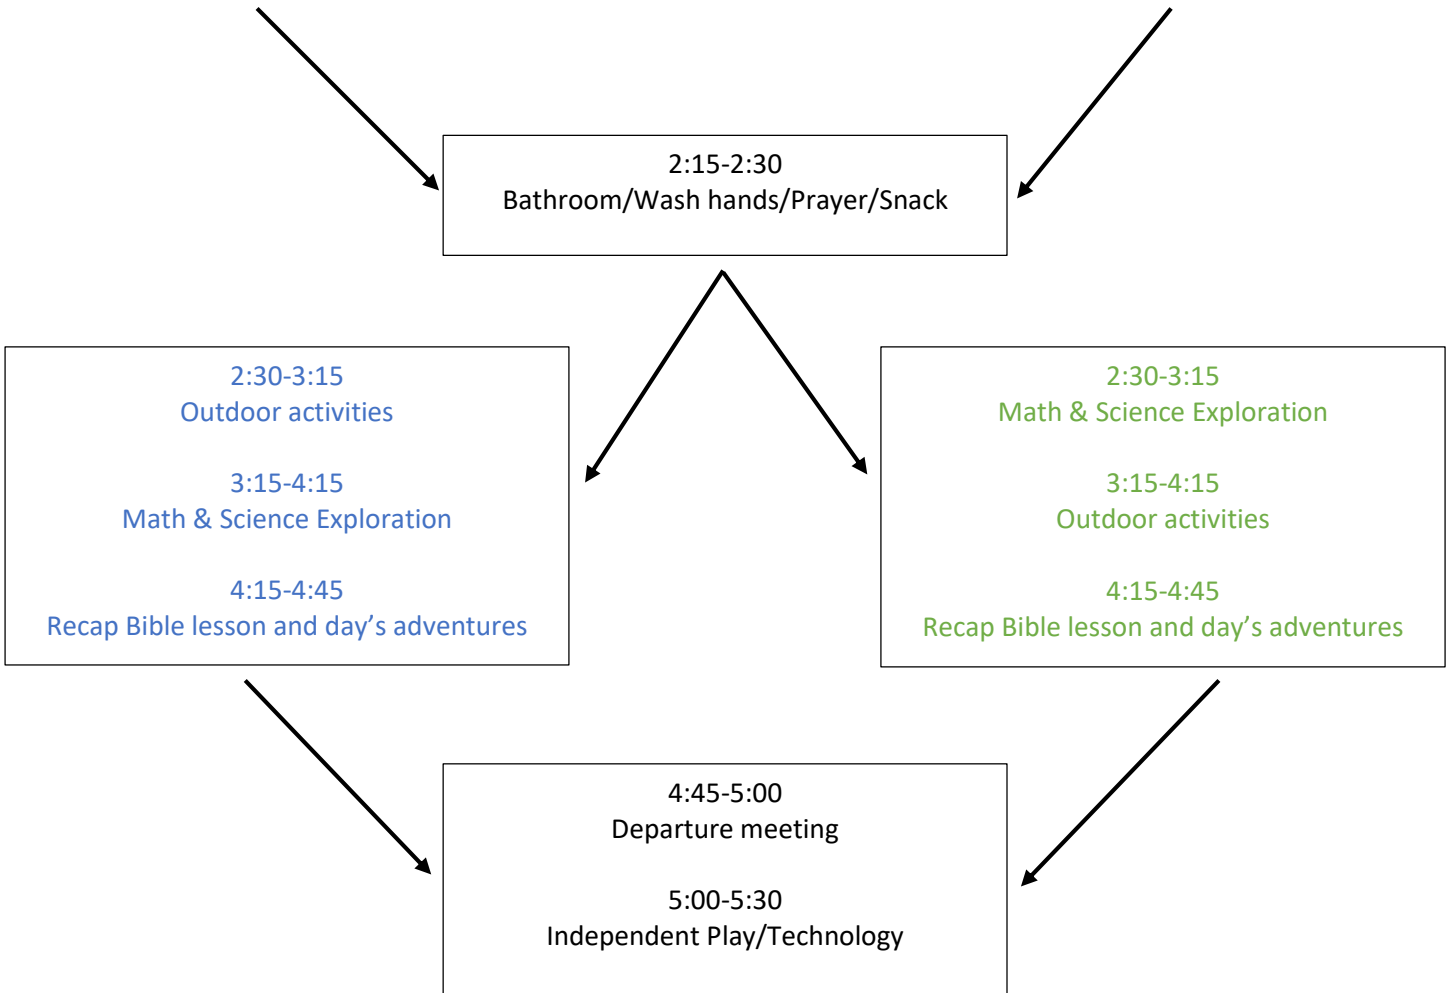 2:15-2:30
Bathroom/Wash hands/Prayer/Snack
2:30-3:15
Outdoor activities
3:15-4:15
Math & Science Exploration
4:15-4:45
Recap Bible lesson and day’s adventures
2:30-3:15
Math & Science Exploration
3:15-4:15
Outdoor activities
4:15-4:45
Recap Bible lesson and day’s adventures
4:45-5:00
Departure meeting
5:00-5:30
Independent Play/Technology